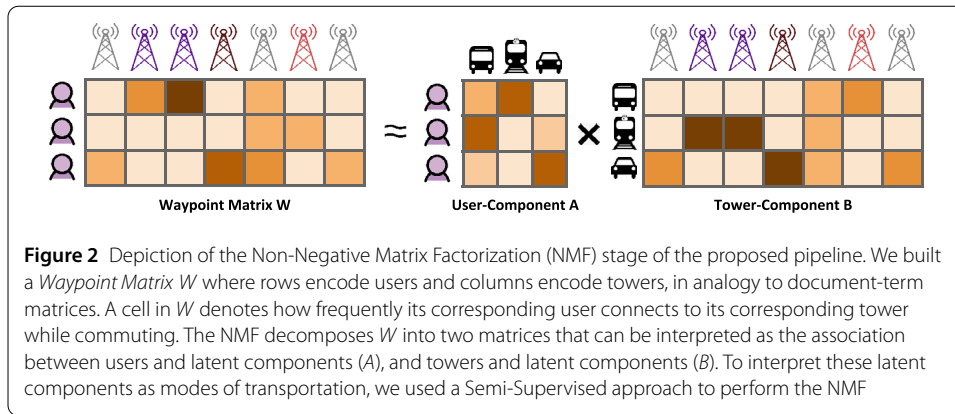 Waypoint Matrix W
User-Component A
Tower-Component B
Figure 2 Depiction of the Non-Negative Matrix Factorization (NMF) stage of the proposed pipeline. We built
a Waypoint Matrix W where rows encode users and columns encode towers, in analogy to document-term
matrices. A cell in W denotes how frequently its corresponding user connects to its corresponding tower
while commuting. The NMF decomposes W into two matrices that can be interpreted as the association
between users and latent components (A), and towers and latent components (B). To interpret these latent
components as modes of transportation, we used a Semi-Supervised approach to perform the NMF